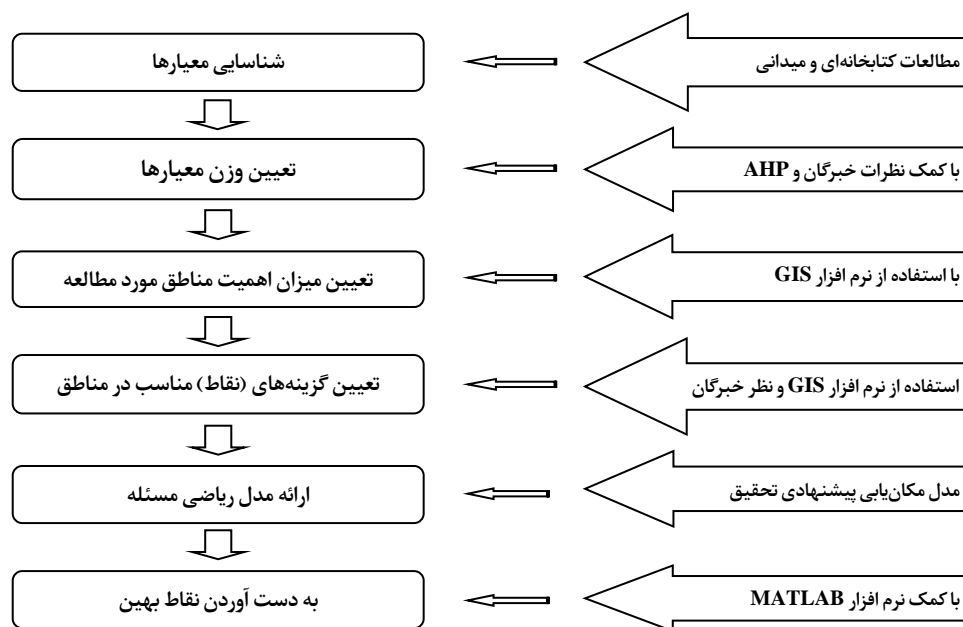 مطالعات کتابخانه‌ای و میدانی
شناسایی معیارها
با کمک نظرات خبرگان و AHP
تعیین وزن معیارها
با استفاده از نرم افزار GIS
تعیین میزان اهمیت مناطق مورد مطالعه
استفاده از نرم افزار GIS و نظر خبرگان
تعیین گزینه‌های (نقاط) مناسب در مناطق
مدل مکان‌یابی پیشنهادی تحقیق
ارائه مدل ریاضی مسئله
با کمک نرم افزار MATLAB
به دست آوردن نقاط بهین